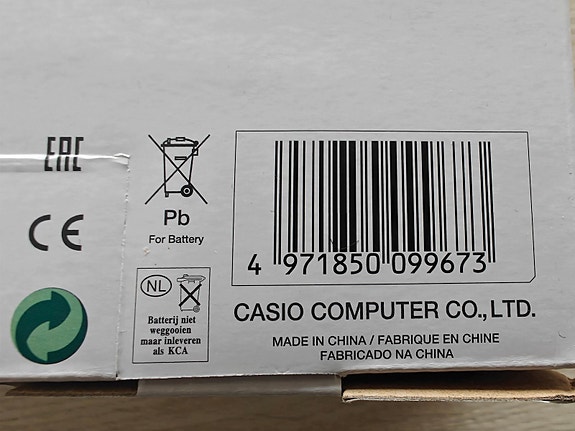 EAC
CE
Pb
For Battery
NL
Batterij niet
weggooien
maar inleveren
als KCA
4 971850 099673
CASIO COMPUTER CO., LTD.
MADE IN CHINA / FABRIQUE EN CHINE
FABRICADO NA CHINA